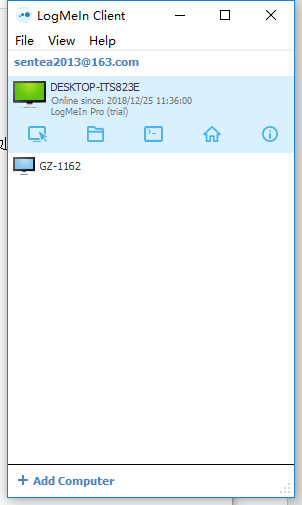 LogMeIn Client
File View Help
sentea2013@163.com
DESKTOP-ITS823E
Online since: 2018/12/25 11:36:00
LogMeIn Pro (trial)
GZ-1162
Add Computer